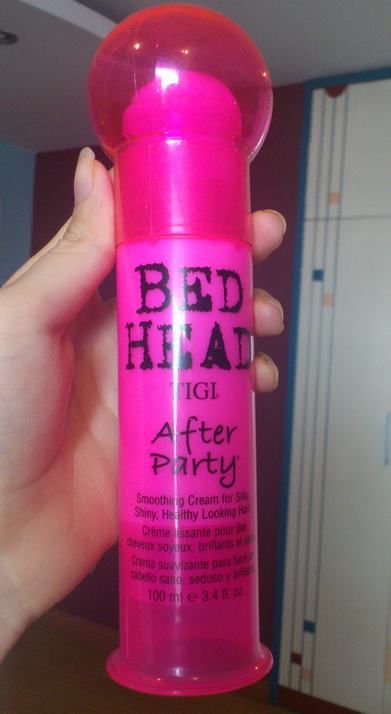 BED
HEAD
TIGI
After
Party
Smoothing Cream for Silky,
Shiny, Healthy Looking Hair
Crème lissante pour des
cheveux soyeux, brillants et
Crema suavizante para lucir
cabello sano, sedoso y
100 ml e 3.4 fl. oz.